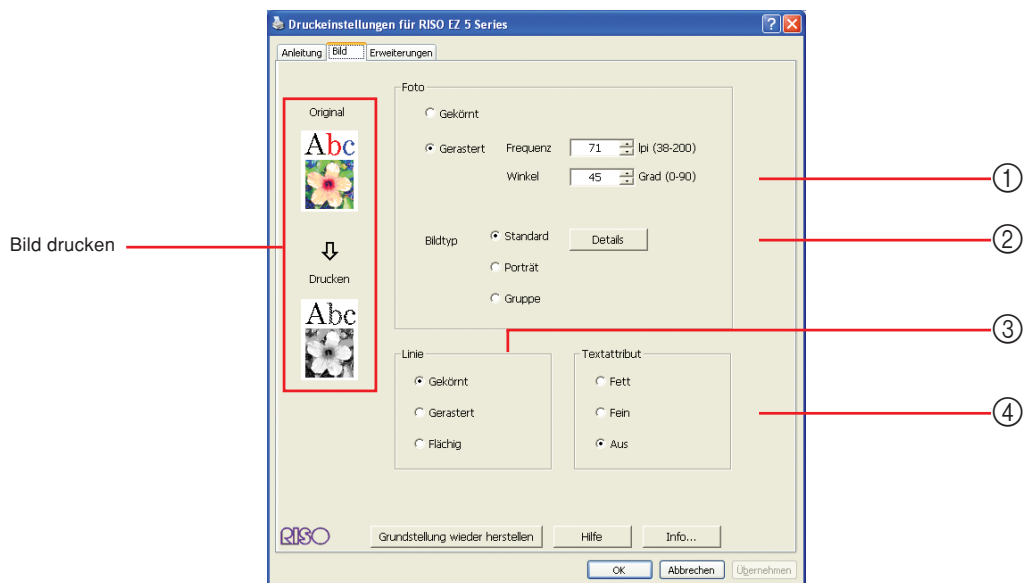 Druckeinstellungen für RISO EZ 5 Series
Anleitung Bild Erweiterungen
Foto
Original
Abc
Gekörnt
Gerastert Frequenz 71 lpi (38-200)
Winkel 45 Grad (0-90)
①
Bild drucken
Bildtyp Standard Details
②
Porträt
Gruppe
Drucken
Abc
③
Linie
Gekörnt
Gerastert
Flächig
Textattribut
Fett
Fein
Aus
④
RISO
Grundstellung wieder herstellen Hilfe Info...
OK Abbrechen Übernehmen